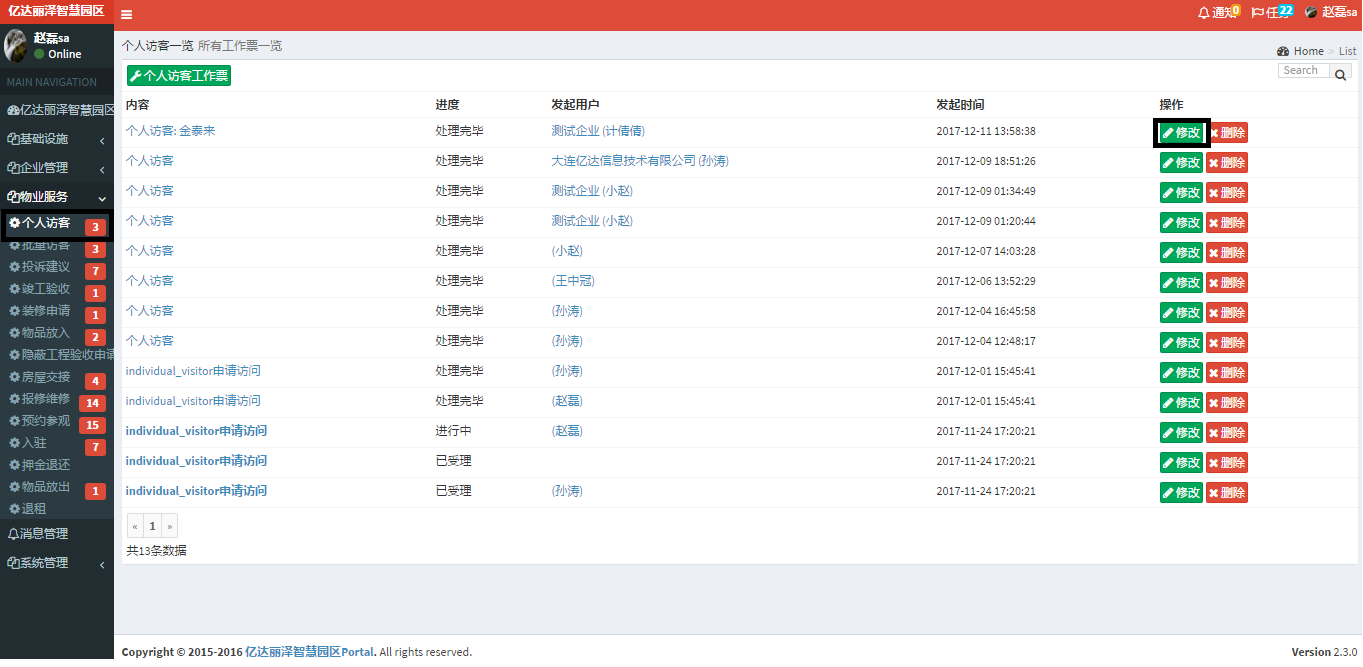 亿达丽泽智慧园区
通知 0
任务 22
赵磊sa
赵磊sa
Online
MAIN NAVIGATION
亿达丽泽智慧园区
基础设施
企业管理
物业服务
个人访客 3
批量访客 3
投诉建议 7
竣工验收 1
装修申请 1
物品放入 2
隐蔽工程验收申请
房屋交接 4
报修维修 14
预约参观 15
入驻 7
押金退还
物品放出 1
退租
消息管理
系统管理
个人访客一览 所有工作票一览
Home > List
个人访客工作票
Search
内容 进度 发起用户 发起时间 操作
个人访客: 金泰来 处理完毕 测试企业 (计倩倩) 2017-12-11 13:58:38 修改 删除
个人访客 处理完毕 大连亿达信息技术有限公司 (孙涛) 2017-12-09 18:51:26 修改 删除
个人访客 处理完毕 测试企业 (小赵) 2017-12-09 01:34:49 修改 删除
个人访客 处理完毕 测试企业 (小赵) 2017-12-09 01:20:44 修改 删除
个人访客 处理完毕 (小赵) 2017-12-07 14:03:28 修改 删除
个人访客 处理完毕 (王中冠) 2017-12-06 13:52:29 修改 删除
个人访客 处理完毕 (孙涛) 2017-12-04 16:45:58 修改 删除
个人访客 处理完毕 (孙涛) 2017-12-04 12:48:17 修改 删除
individual_visitor申请访问 处理完毕 (孙涛) 2017-12-01 15:45:41 修改 删除
individual_visitor申请访问 处理完毕 (赵磊) 2017-12-01 15:45:41 修改 删除
individual_visitor申请访问 进行中 (赵磊) 2017-11-24 17:20:21 修改 删除
individual_visitor申请访问 已受理 2017-11-24 17:20:21 修改 删除
individual_visitor申请访问 已受理 (孙涛) 2017-11-24 17:20:21 修改 删除
« 1 »
共13条数据
Copyright © 2015-2016 亿达丽泽智慧园区Portal. All rights reserved.
Version 2.3.0